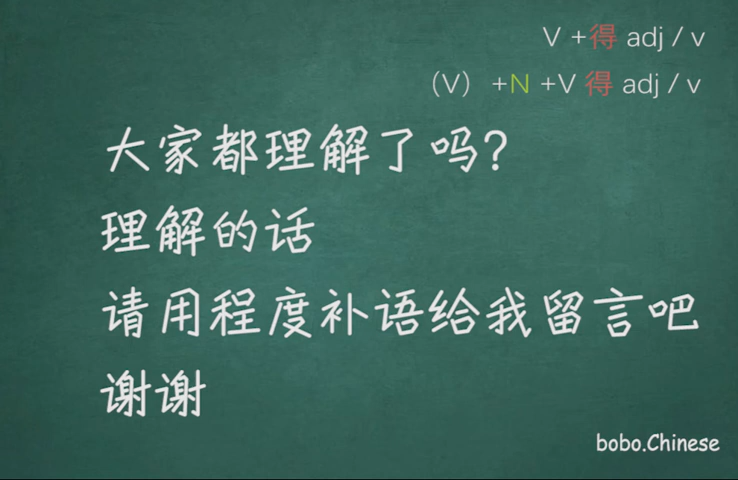 V +得 adj / v
（V）+N +V 得 adj / v
大家都理解了吗?
理解的话
请用程度补语给我留言吧
谢谢
bobo.Chinese